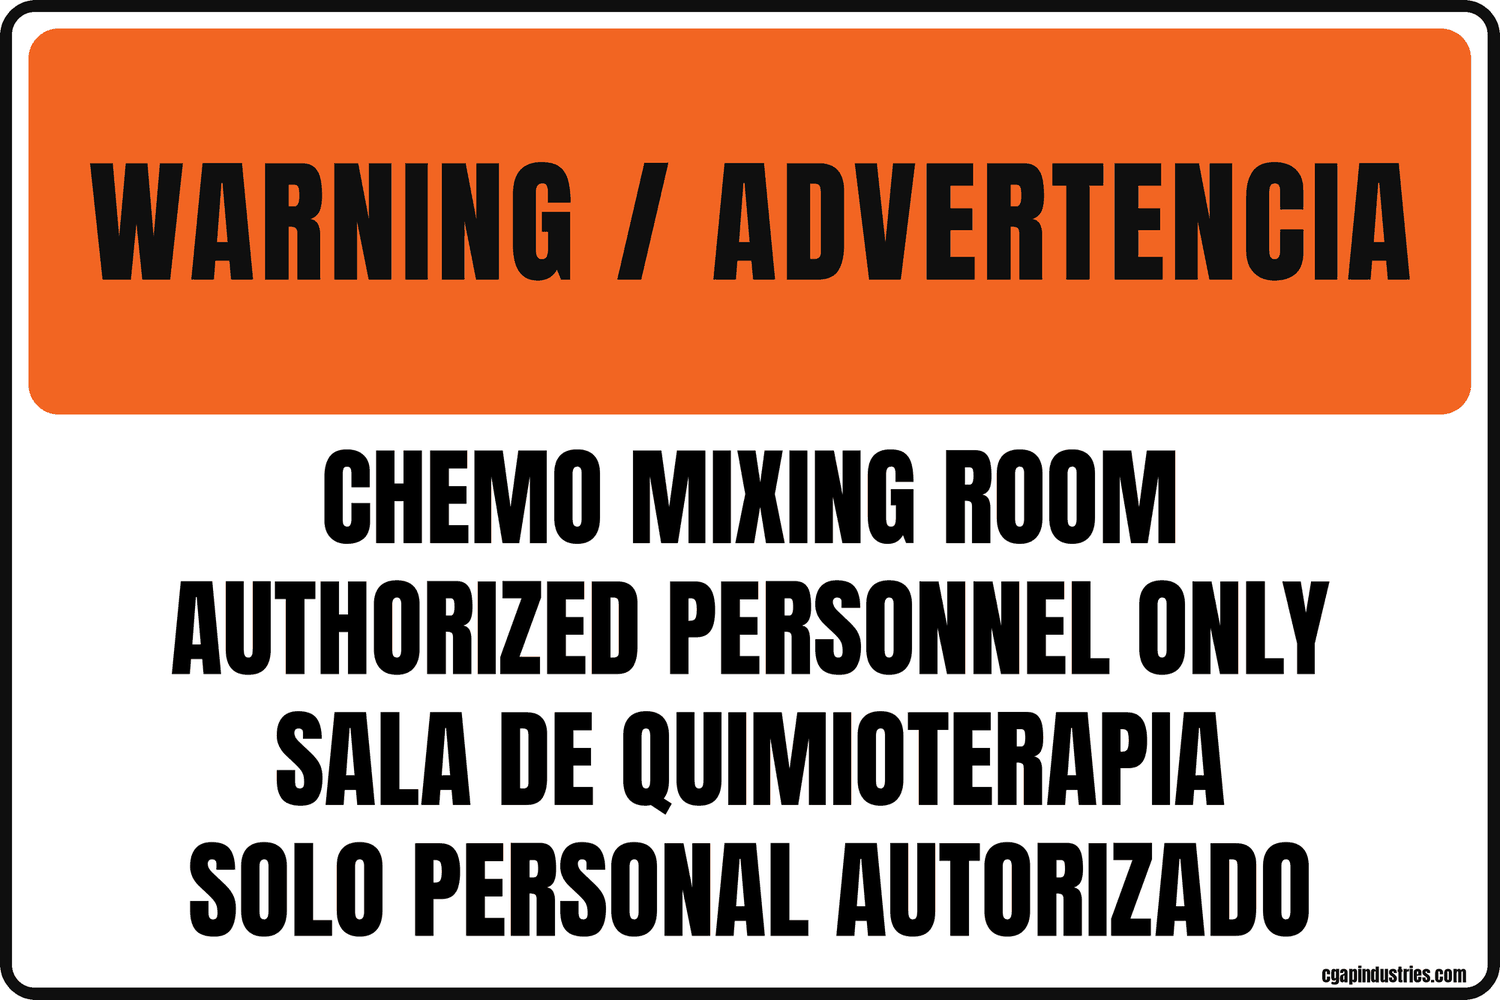 WARNING / ADVERTENCIA
CHEMO MIXING ROOM
AUTHORIZED PERSONNEL ONLY
SALA DE QUIMIOTERAPIA
SOLO PERSONAL AUTORIZADO
cgapindustries.com